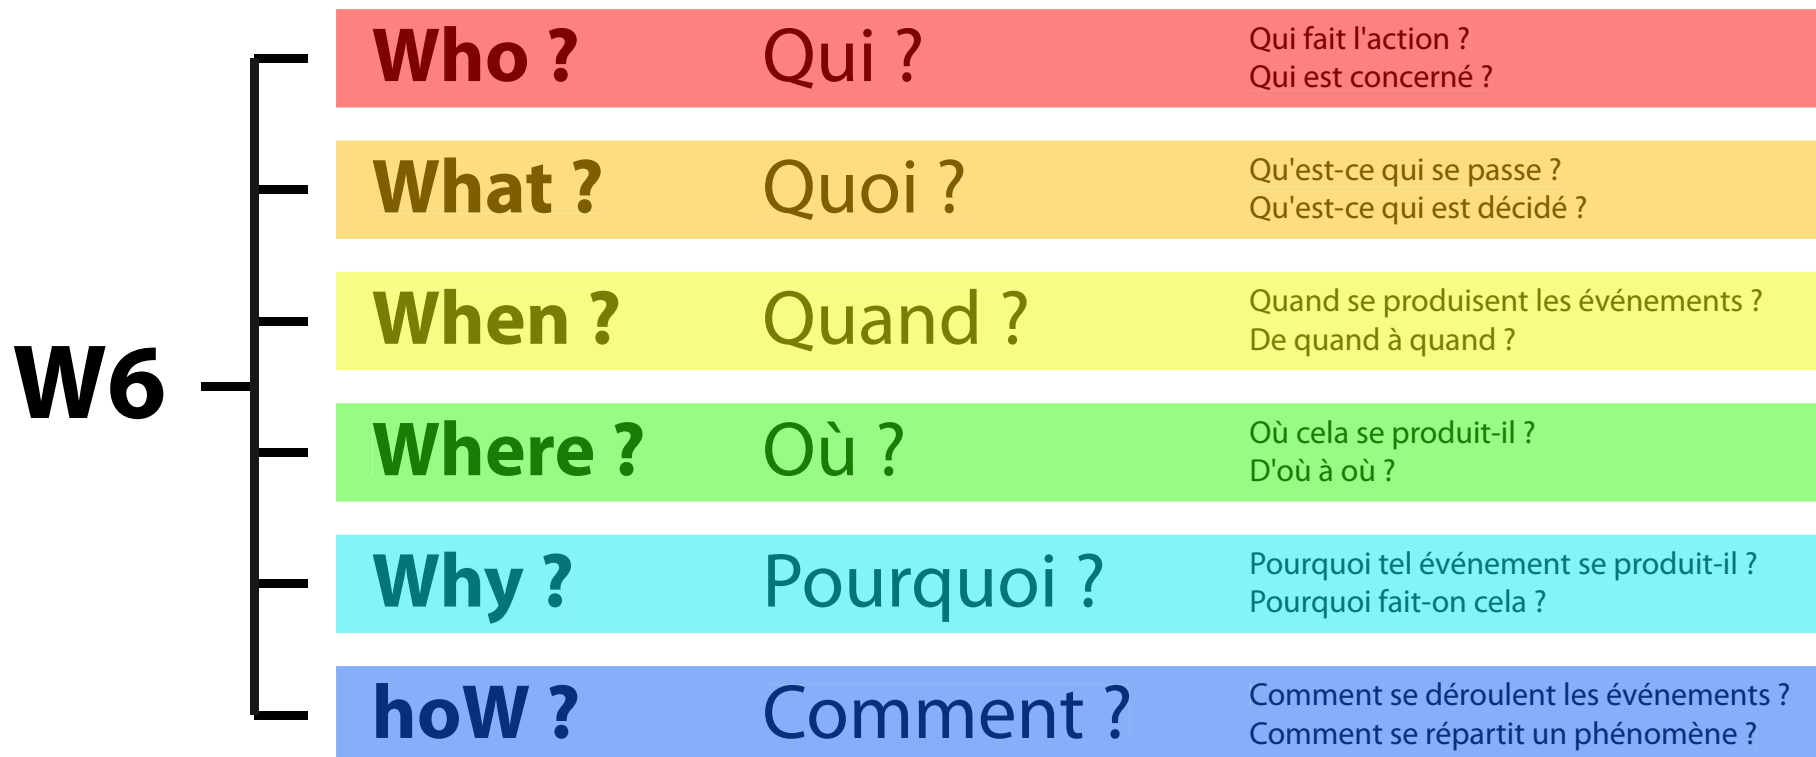 W6
Who ? Qui ? Qui fait l'action ?
Qui est concerné ?
What ? Quoi ? Qu'est-ce qui se passe ?
Qu'est-ce qui est décidé ?
When ? Quand ? Quand se produisent les événements ?
De quand à quand ?
Where ? Où ? Où cela se produit-il ?
D'où à où ?
Why ? Pourquoi ? Pourquoi tel événement se produit-il ?
Pourquoi fait-on cela ?
hoW ? Comment ? Comment se déroulent les événements ?
Comment se répartit un phénomène ?